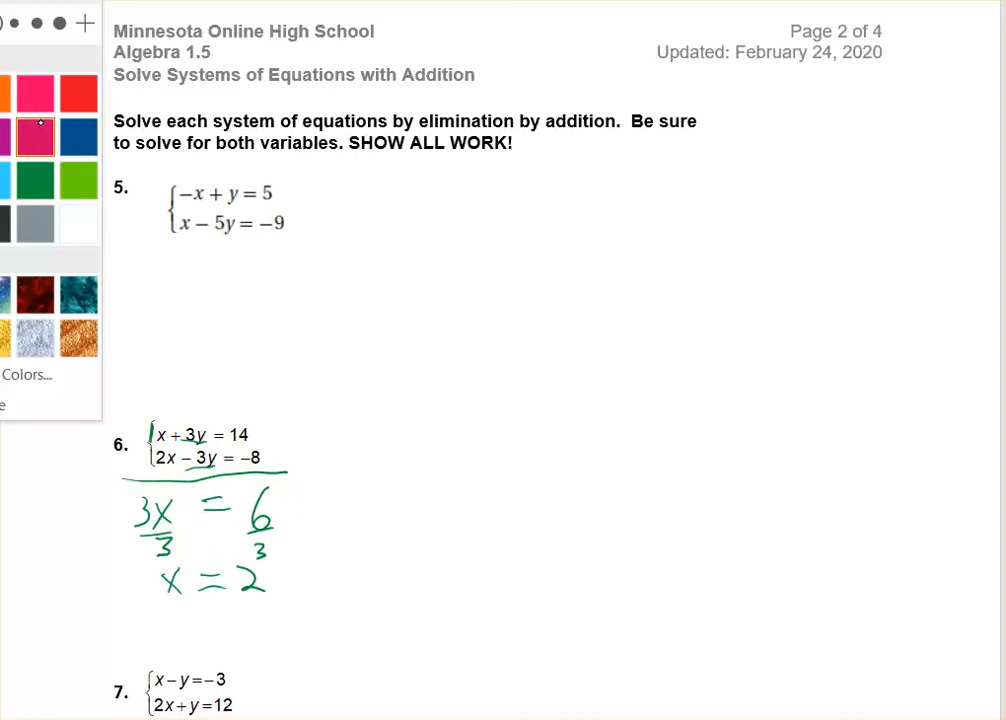 Minnesota Online High School
Page 2 of 4
Algebra 1.5
Updated: February 24, 2020
Solve Systems of Equations with Addition
Solve each system of equations by elimination by addition. Be sure
to solve for both variables. SHOW ALL WORK!
5.
−x + y = 5
x − 5y = −9
Colors...
e
6.
x + 3y = 14
2x − 3y = −8
3x = 6
3 3
x = 2
7.
x−y=−3
2x+y=12